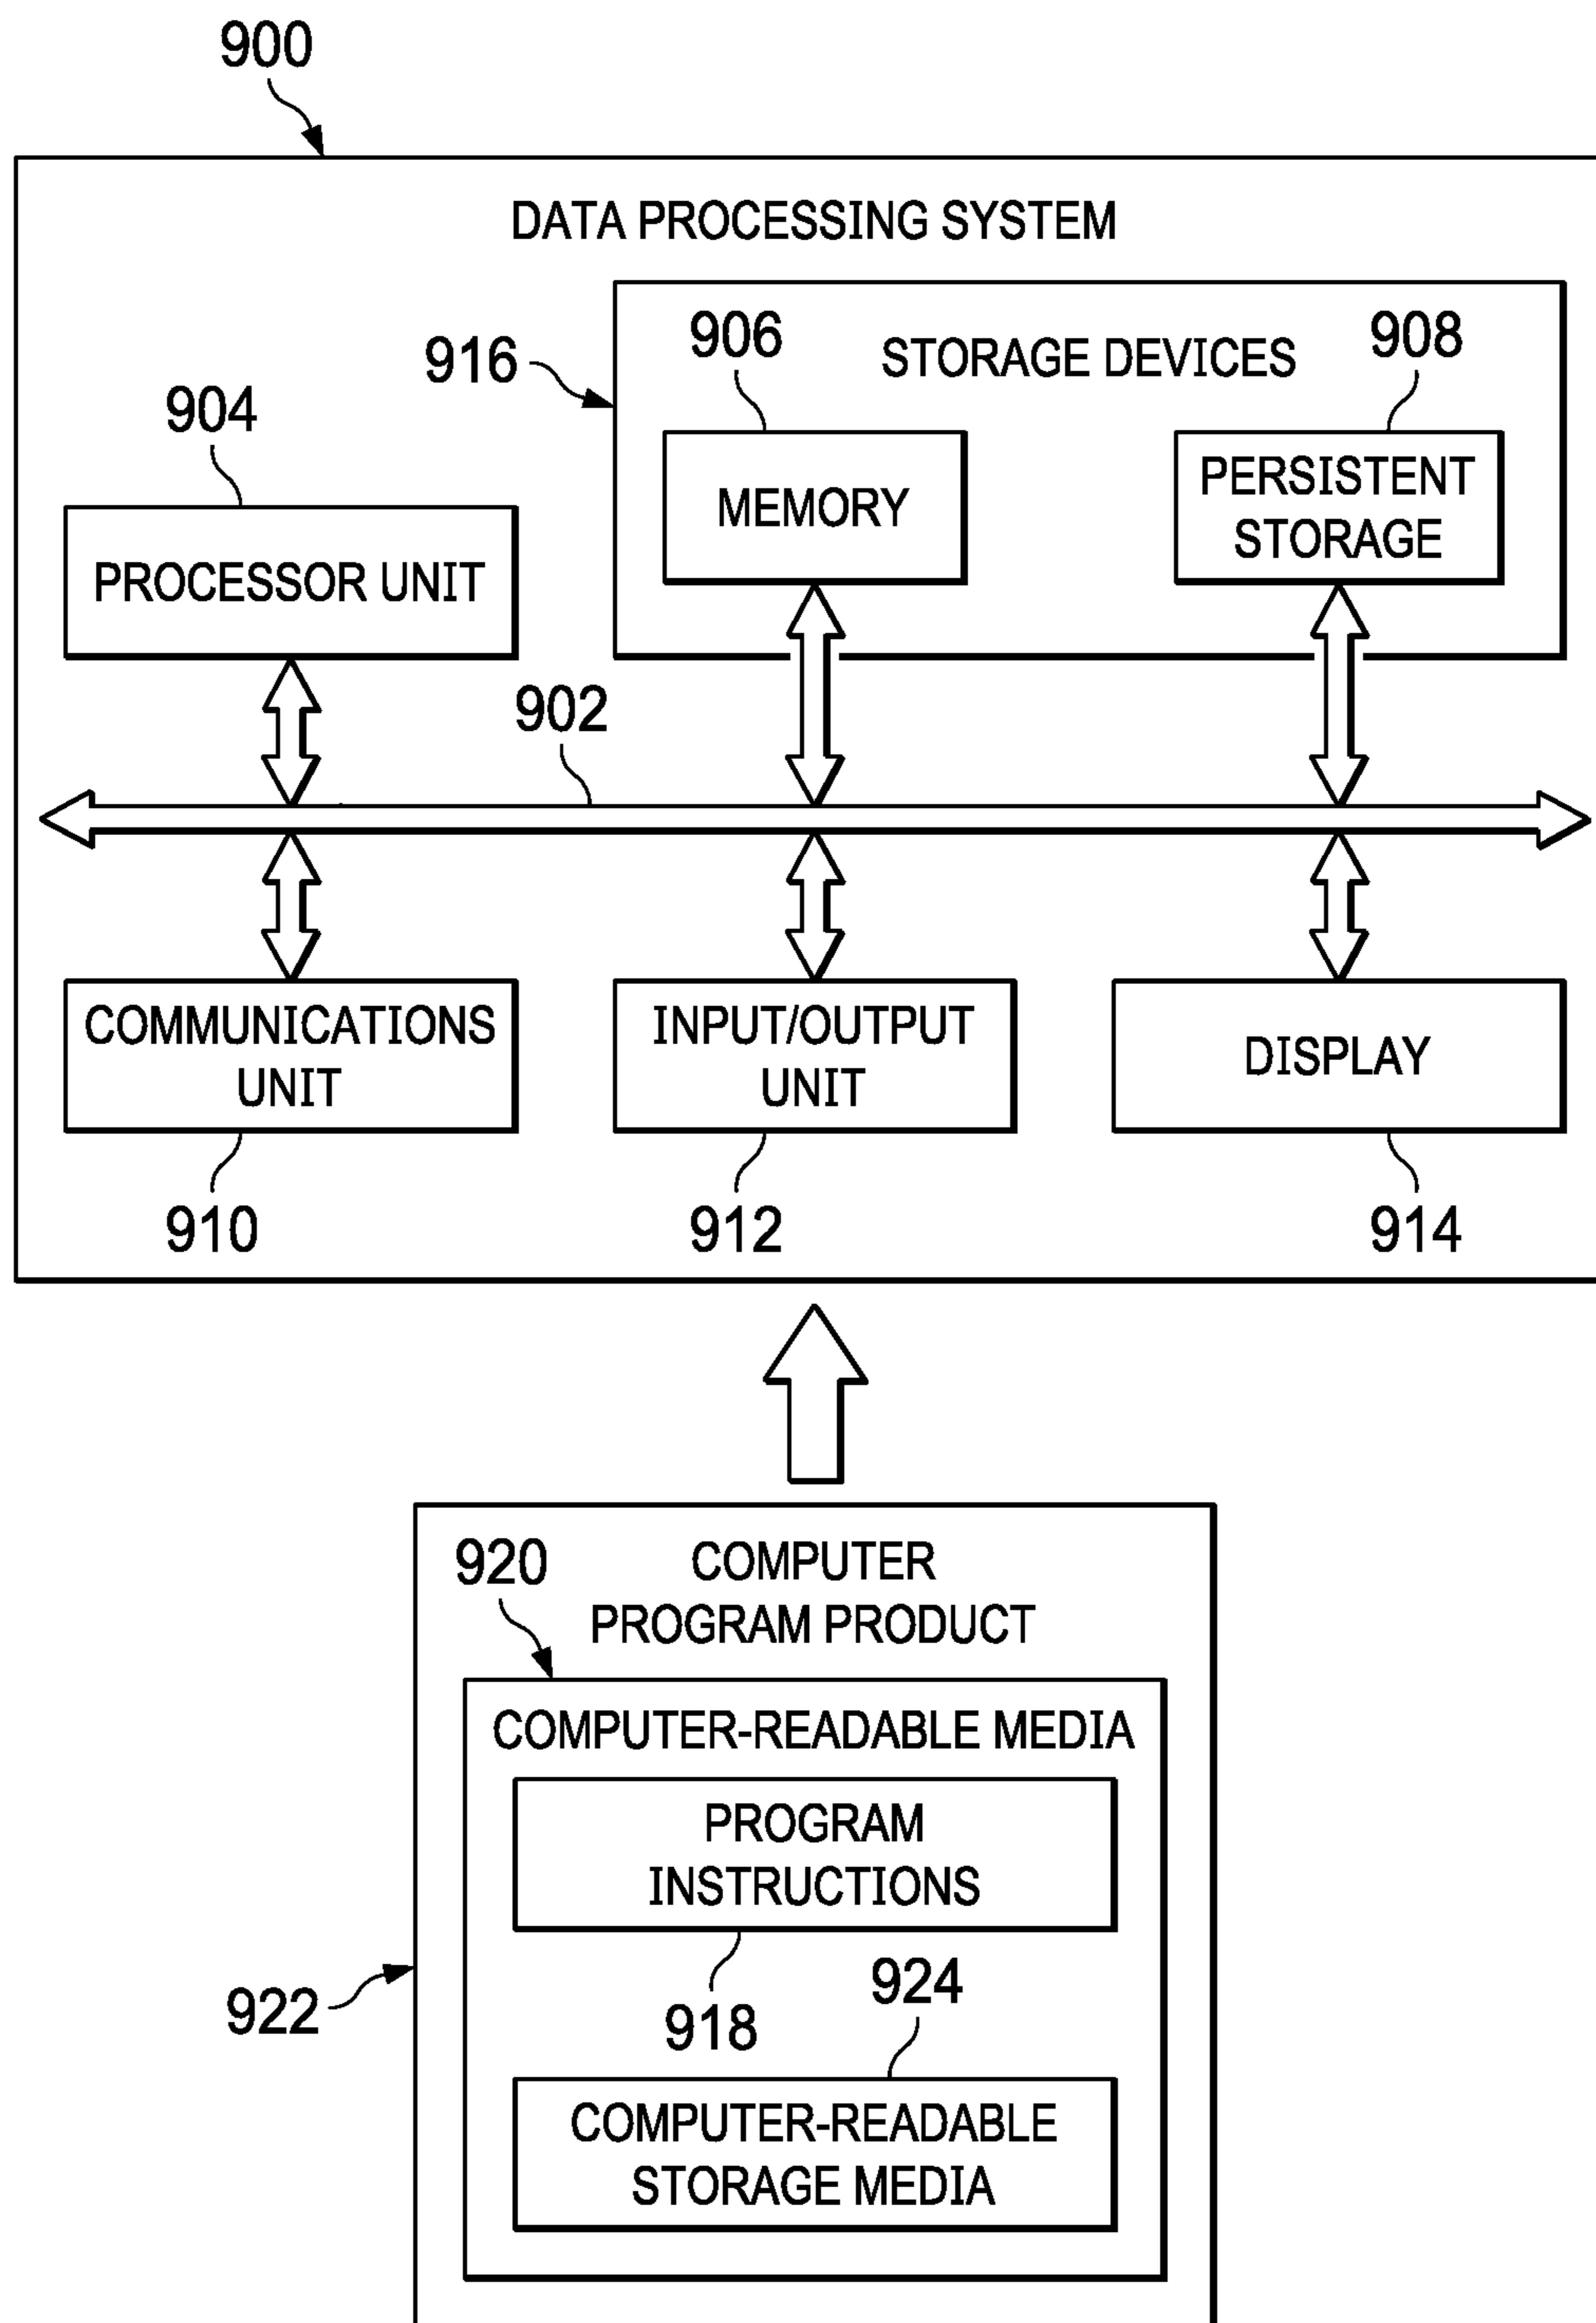 900
DATA PROCESSING SYSTEM
916
906
STORAGE DEVICES
908
904
MEMORY
PERSISTENT
STORAGE
PROCESSOR UNIT
902
COMMUNICATIONS
UNIT
INPUT/OUTPUT
UNIT
DISPLAY
910
912
914
920
COMPUTER
PROGRAM PRODUCT
COMPUTER-READABLE MEDIA
PROGRAM
INSTRUCTIONS
922
918
924
COMPUTER-READABLE
STORAGE MEDIA